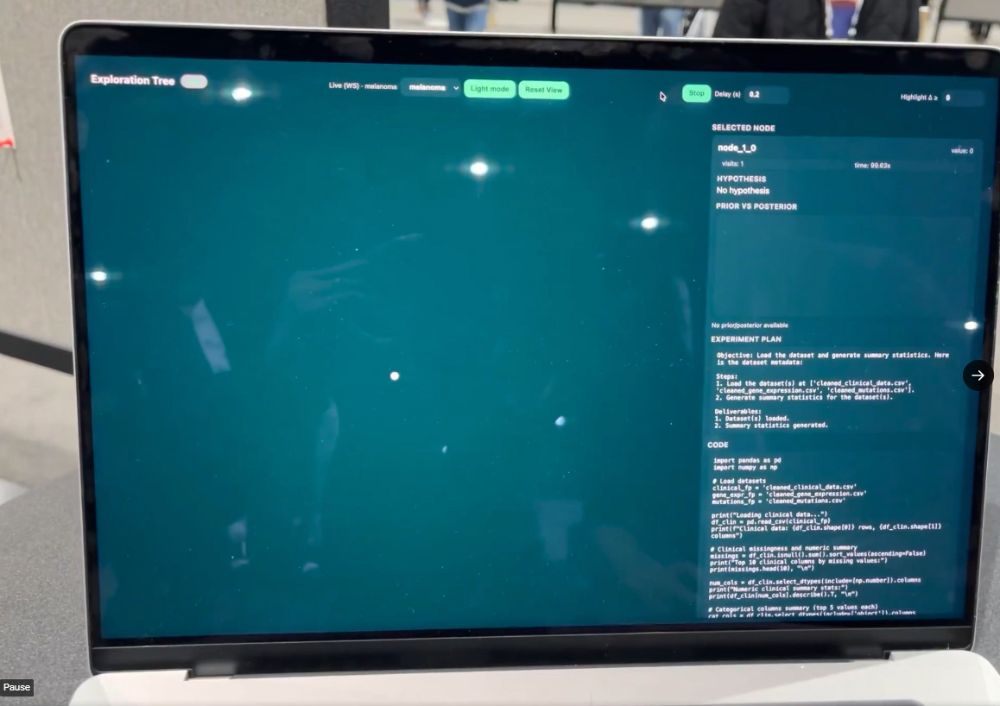 Exploration Tree
Live (WS) - melanoma
melanoma
Light mode
Reset View
Stop
Delay (s)
0.2
Highlight Δ ≥
0
SELECTED NODE
node_1_0
value: 0
visits: 1
time: 99.63s
HYPOTHESIS
No hypothesis
PRIOR VS POSTERIOR
No prior/posterior available
EXPERIMENT PLAN
Objective: Load the dataset and generate summary statistics. Here
is the dataset metadata:
Steps:
1. Load the dataset(s) at ['cleaned_clinical_data.csv',
'cleaned_gene_expression.csv', 'cleaned_mutations.csv'].
2. Generate summary statistics for the dataset(s).
Deliverables:
1. Dataset(s) loaded.
2. Summary statistics generated.
CODE
import pandas as pd
import numpy as np
# Load datasets
clinical_fp = 'cleaned_clinical_data.csv'
gene_expr_fp = 'cleaned_gene_expression.csv'
mutations_fp = 'cleaned_mutations.csv'
print("Loading clinical data...")
df_clin = pd.read_csv(clinical_fp)
print(f"Clinical data: {df_clin.shape[0]} rows, {df_clin.shape[1]}
columns")
# Clinical missingness and numeric summary
missings = df_clin.isnull().sum().sort_values(ascending=False)
print("Top 10 clinical columns by missing values:")
print(missings.head(10), "\n")
num_cols = df_clin.select_dtypes(include=[np.number]).columns
print("Numeric clinical summary stats:")
print(df_clin[num_cols].describe().T, "\n")
# Categorical columns summary (top 5 values each)
cat_cols = df_clin.select_dtypes(include=['object']).columns
Pause